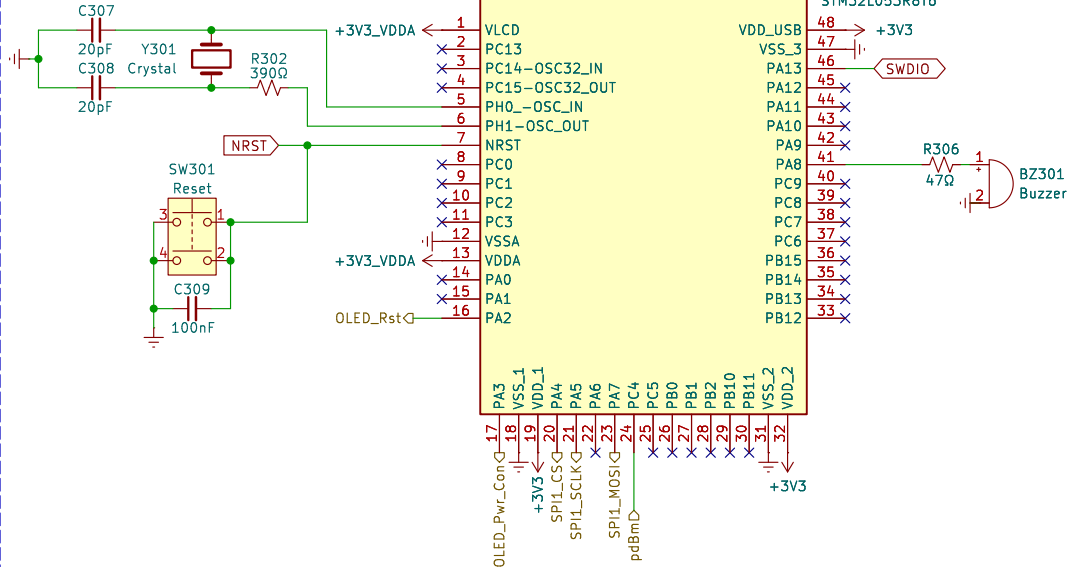 STM32L053R8T6
C307
20pF
C308
20pF
Y301
Crystal
R302
390Ω
NRST
SW301
Reset
3
1
4
2
C309
100nF
+3V3_VDDA
+3V3_VDDA
OLED_Rst
1 VLCD
2 PC13
3 PC14-OSC32_IN
4 PC15-OSC32_OUT
5 PH0_-OSC_IN
6 PH1-OSC_OUT
7 NRST
8 PC0
9 PC1
10 PC2
11 PC3
12 VSSA
13 VDDA
14 PA0
15 PA1
16 PA2
VDD_USB 48
VSS_3 47
PA13 46
PA12 45
PA11 44
PA10 43
PA9 42
PA8 41
PC9 40
PC8 39
PC7 38
PC6 37
PB15 36
PB14 35
PB13 34
PB12 33
+3V3
SWDIO
R306
47Ω
1
+
2
BZ301
Buzzer
PA3 17
VSS_1 18
VDD_1 19
PA4 20
PA5 21
PA6 22
PA7 23
PC4 24
PC5 25
PB0 26
PB1 27
PB2 28
PB10 29
PB11 30
VSS_2 31
VDD_2 32
OLED_Pwr_Con
+3V3
SPI1_CS
SPI1_SCLK
SPI1_MOSI
pdBm
+3V3